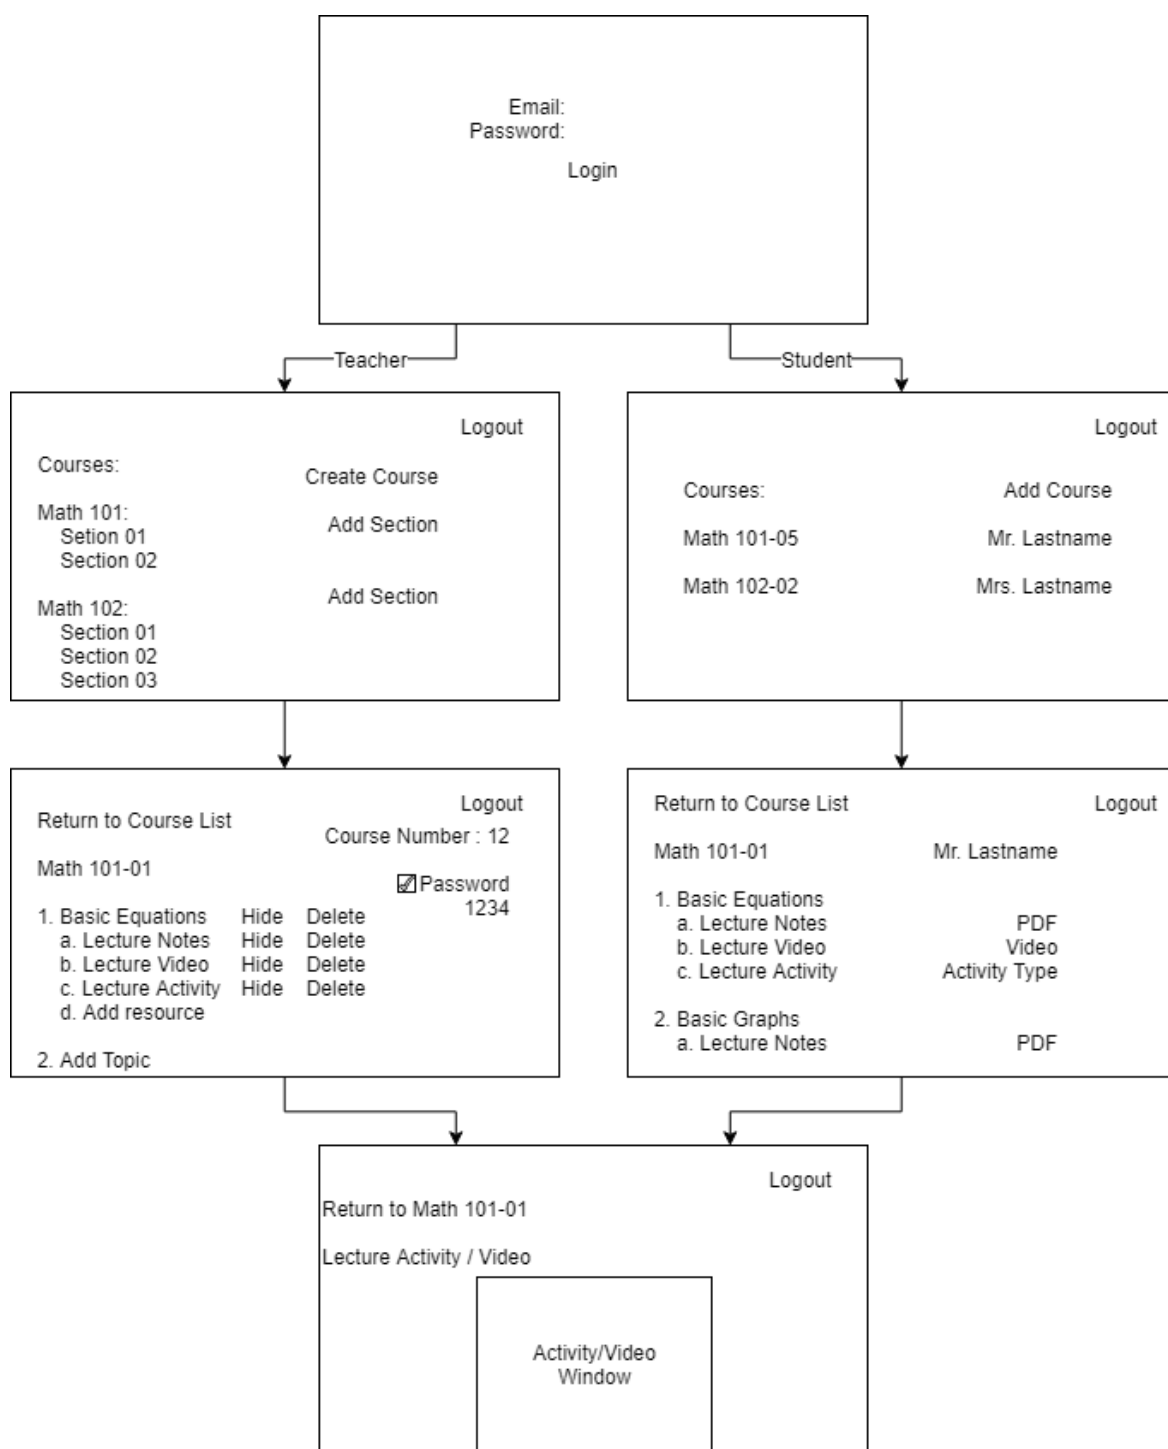 Email:
Password:
Login
Teacher
Student
Logout
Courses:
Create Course
Math 101:
Add Section
Setion 01
Section 02
Add Section
Math 102:
Section 01
Section 02
Section 03
Logout
Courses: Add Course
Math 101-05 Mr. Lastname
Math 102-02 Mrs. Lastname
Logout
Return to Course List
Course Number : 12
Math 101-01
Password
1234
1. Basic Equations Hide Delete
a. Lecture Notes Hide Delete
b. Lecture Video Hide Delete
c. Lecture Activity Hide Delete
d. Add resource
2. Add Topic
Return to Course List Logout
Math 101-01 Mr. Lastname
1. Basic Equations
a. Lecture Notes PDF
b. Lecture Video Video
c. Lecture Activity Activity Type
2. Basic Graphs
a. Lecture Notes PDF
Logout
Return to Math 101-01
Lecture Activity / Video
Activity/Video
Window